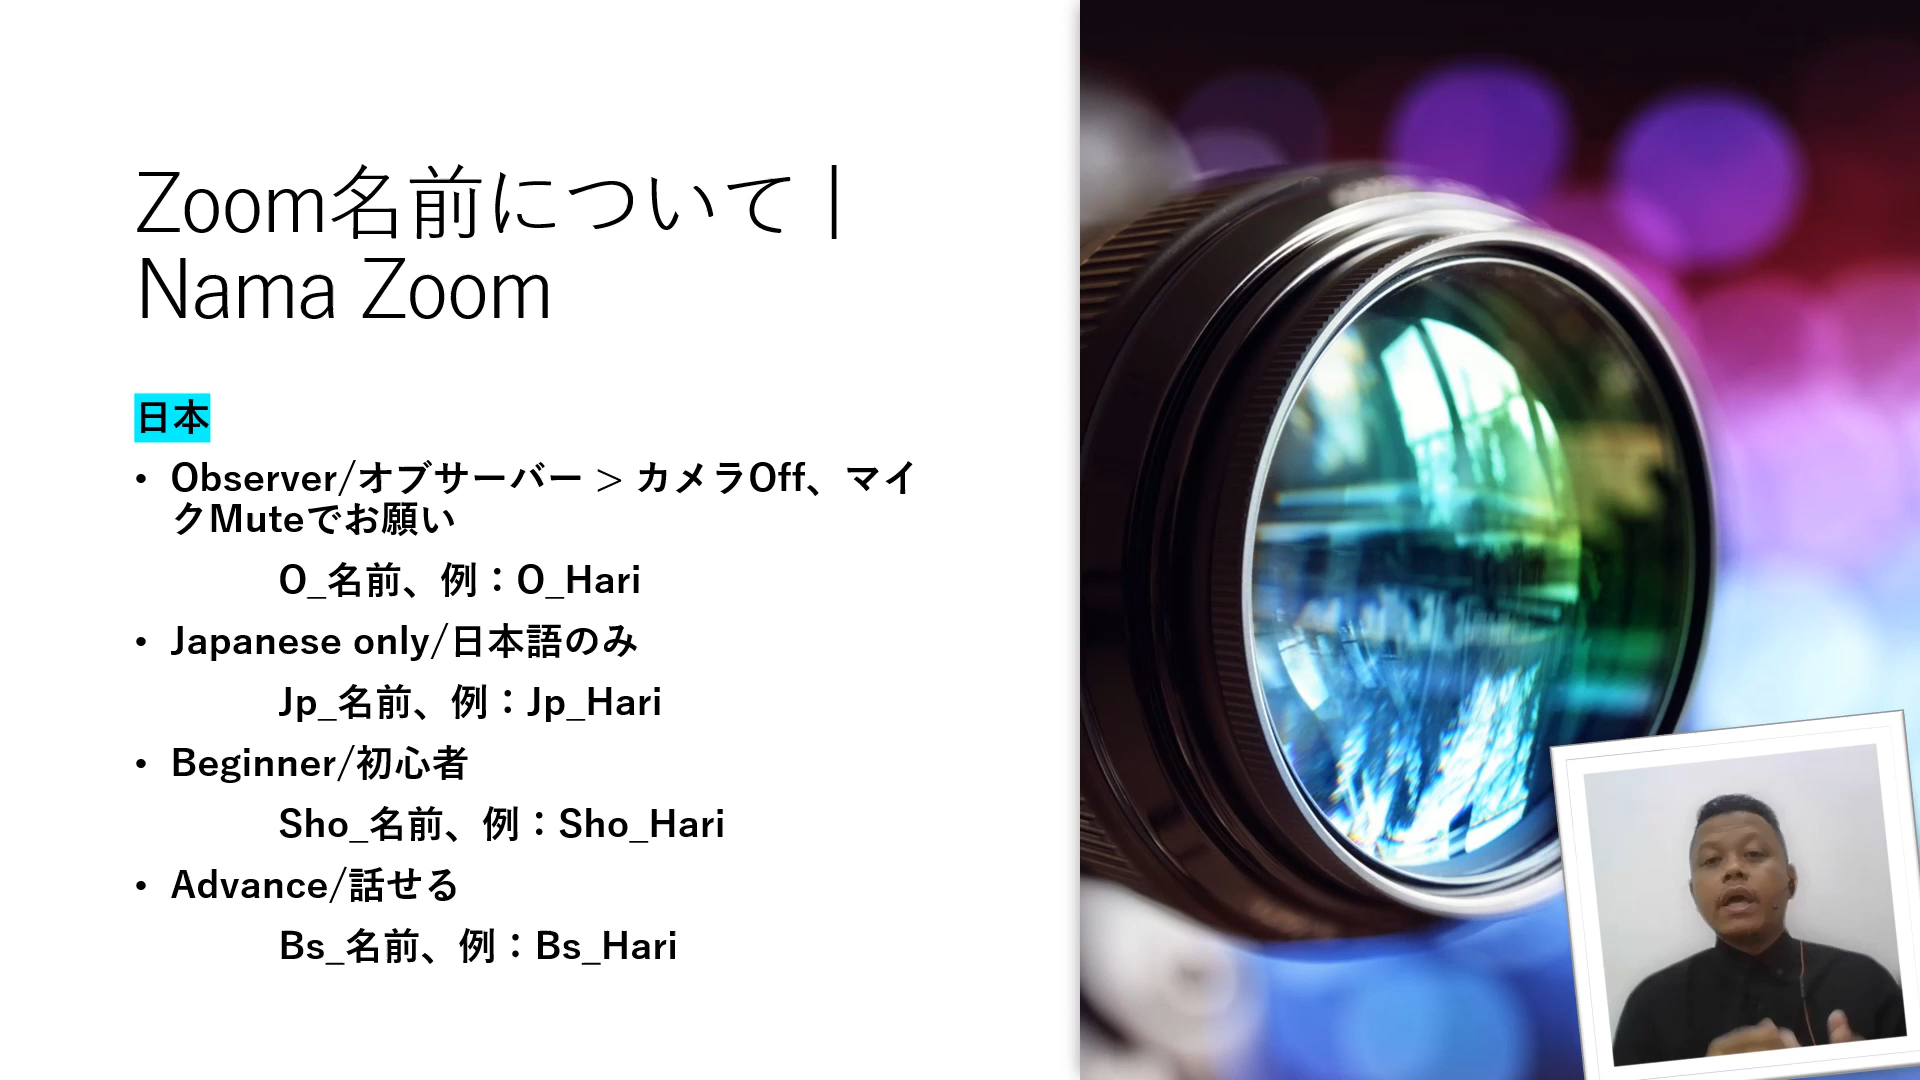 Zoom名前について |
Nama Zoom
日本
• Observer/オブサーバー > カメラOff、マイ
クMuteでお願い
O_名前、例：O_Hari
• Japanese only/日本語のみ
Jp_名前、例：Jp_Hari
• Beginner/初心者
Sho_名前、例：Sho_Hari
• Advance/話せる
Bs_名前、例：Bs_Hari